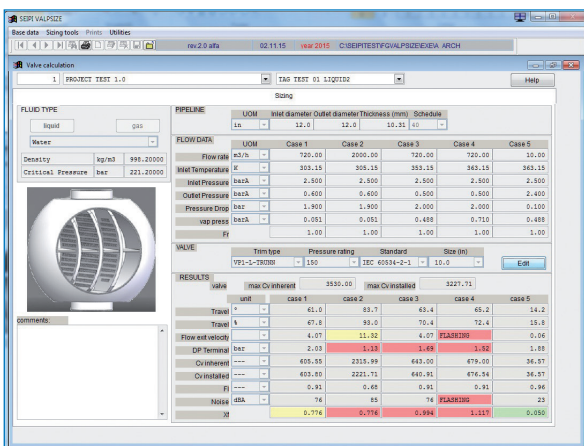 SEIPI VALPSIZE
Base data Sizing tools Prints Utilities
rev.2.0 alfa 02.11.15 year 2015 C:\SEIPITEST\FGVALPSIZE\EXE\A ARCH
Valve calculation
1 PROJECT TEST 1.0 TAG TEST 01 LIQUID2 Help
Sizing
FLUID TYPE
liquid gas
Water
Density kg/m3 998.20000
Critical Pressure bar 221.20000
comments:
PIPELINE
UOM Inlet diameter Outlet diameter Thickness (mm) Schedule
in 12.0 12.0 10.31 40
FLOW DATA
UOM Case 1 Case 2 Case 3 Case 4 Case 5
Flow rate m3/h 720.00 2000.00 720.00 720.00 10.00
Inlet Temperature K 303.15 305.15 353.15 363.15 363.15
Inlet Pressure barA 2.500 2.500 2.500 2.500 2.500
Outlet Pressure barA 0.600 0.600 0.500 0.500 2.400
Pressure Drop bar 1.900 1.900 2.000 2.000 0.100
vap press barA 0.051 0.051 0.488 0.710 0.488
Fr 1.00 1.00 1.00 1.00 1.00
VALVE
Trim type Pressure rating Standard Size (in)
VP1-L-TRUNN 150 IEC 60534-2-1 10.0 Edit
RESULTS
valve max Cv inherent 3530.00 max Cv installed 3227.71
unit case 1 case 2 case 3 case 4 case 5
Travel ° 61.0 83.7 63.4 65.2 14.2
Travel % 67.8 93.0 70.4 72.4 15.8
Flow exit velocity 4.07 11.32 4.07 FLASHING 0.06
DP Terminal bar 2.03 1.13 1.69 1.52 1.88
Cv inherent --- 605.55 2315.99 643.00 679.00 36.57
Cv installed --- 603.80 2221.71 640.91 676.54 36.57
Fl --- 0.91 0.68 0.91 0.91 0.96
Noise dBA 76 85 76 FLASHING 23
Xf 0.776 0.776 0.994 1.117 0.050